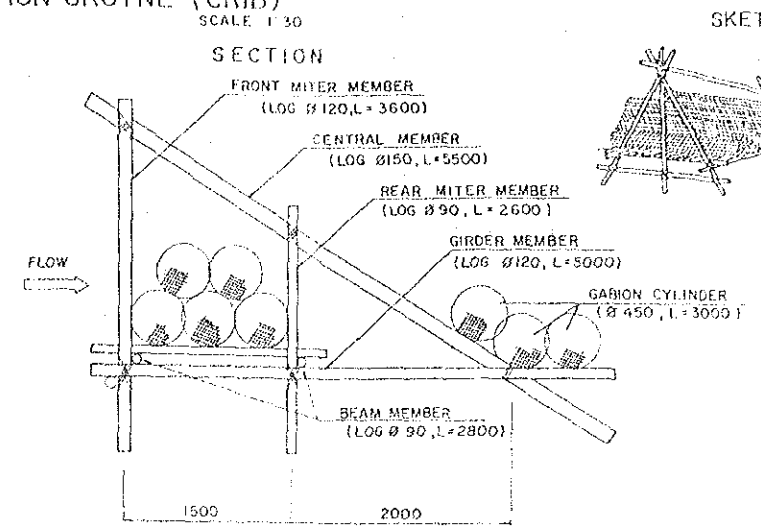 GROYNE (CRIB)
SCALE 1:30
SECTION
FRONT MITER MEMBER
(LOG Ø120, L=3600)
CENTRAL MEMBER
(LOG Ø150, L=5500)
REAR MITER MEMBER
(LOG Ø90, L=2600)
GIRDER MEMBER
(LOG Ø120, L=5000)
GABION CYLINDER
(Ø450, L=3000)
FLOW
BEAM MEMBER
(LOG Ø90, L=2800)
1500
2000